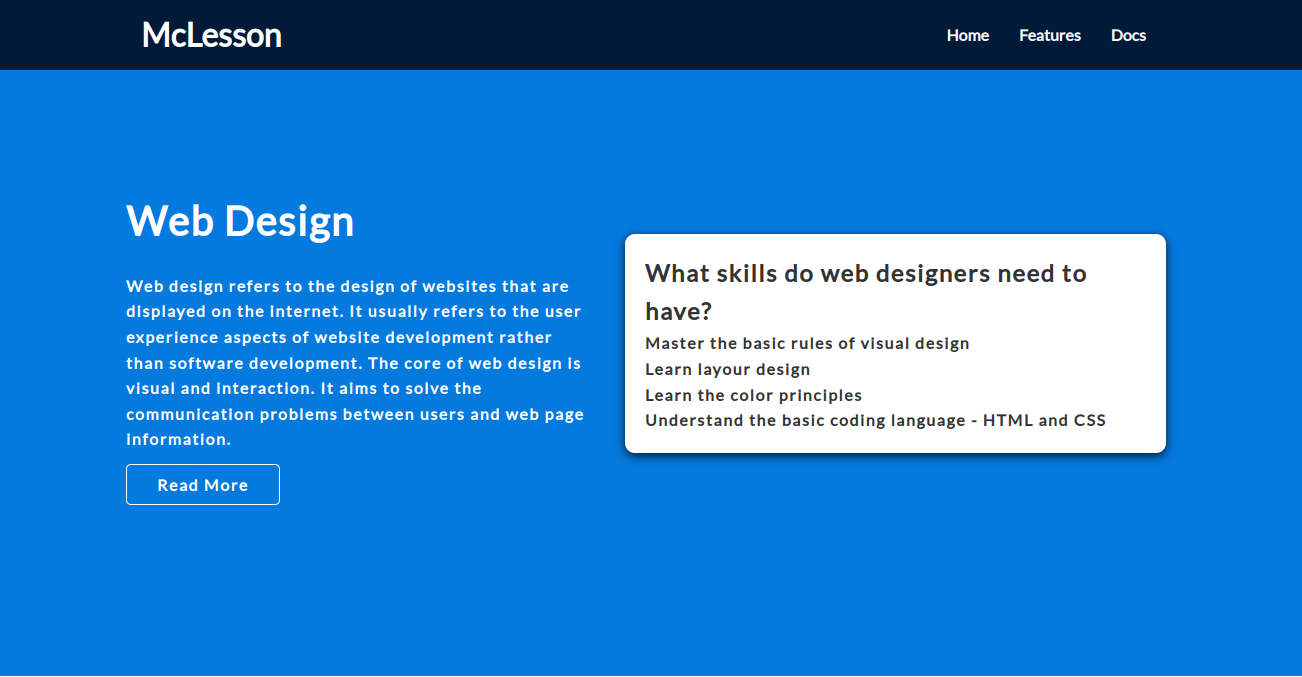 McLesson
Home Features Docs
Web Design
Web design refers to the design of websites that are
displayed on the internet. It usually refers to the user
experience aspects of website development rather
than software development. The core of web design is
visual and interaction. It aims to solve the
communication problems between users and web page
information.
Read More
What skills do web designers need to
have?
Master the basic rules of visual design
Learn layour design
Learn the color principles
Understand the basic coding language - HTML and CSS